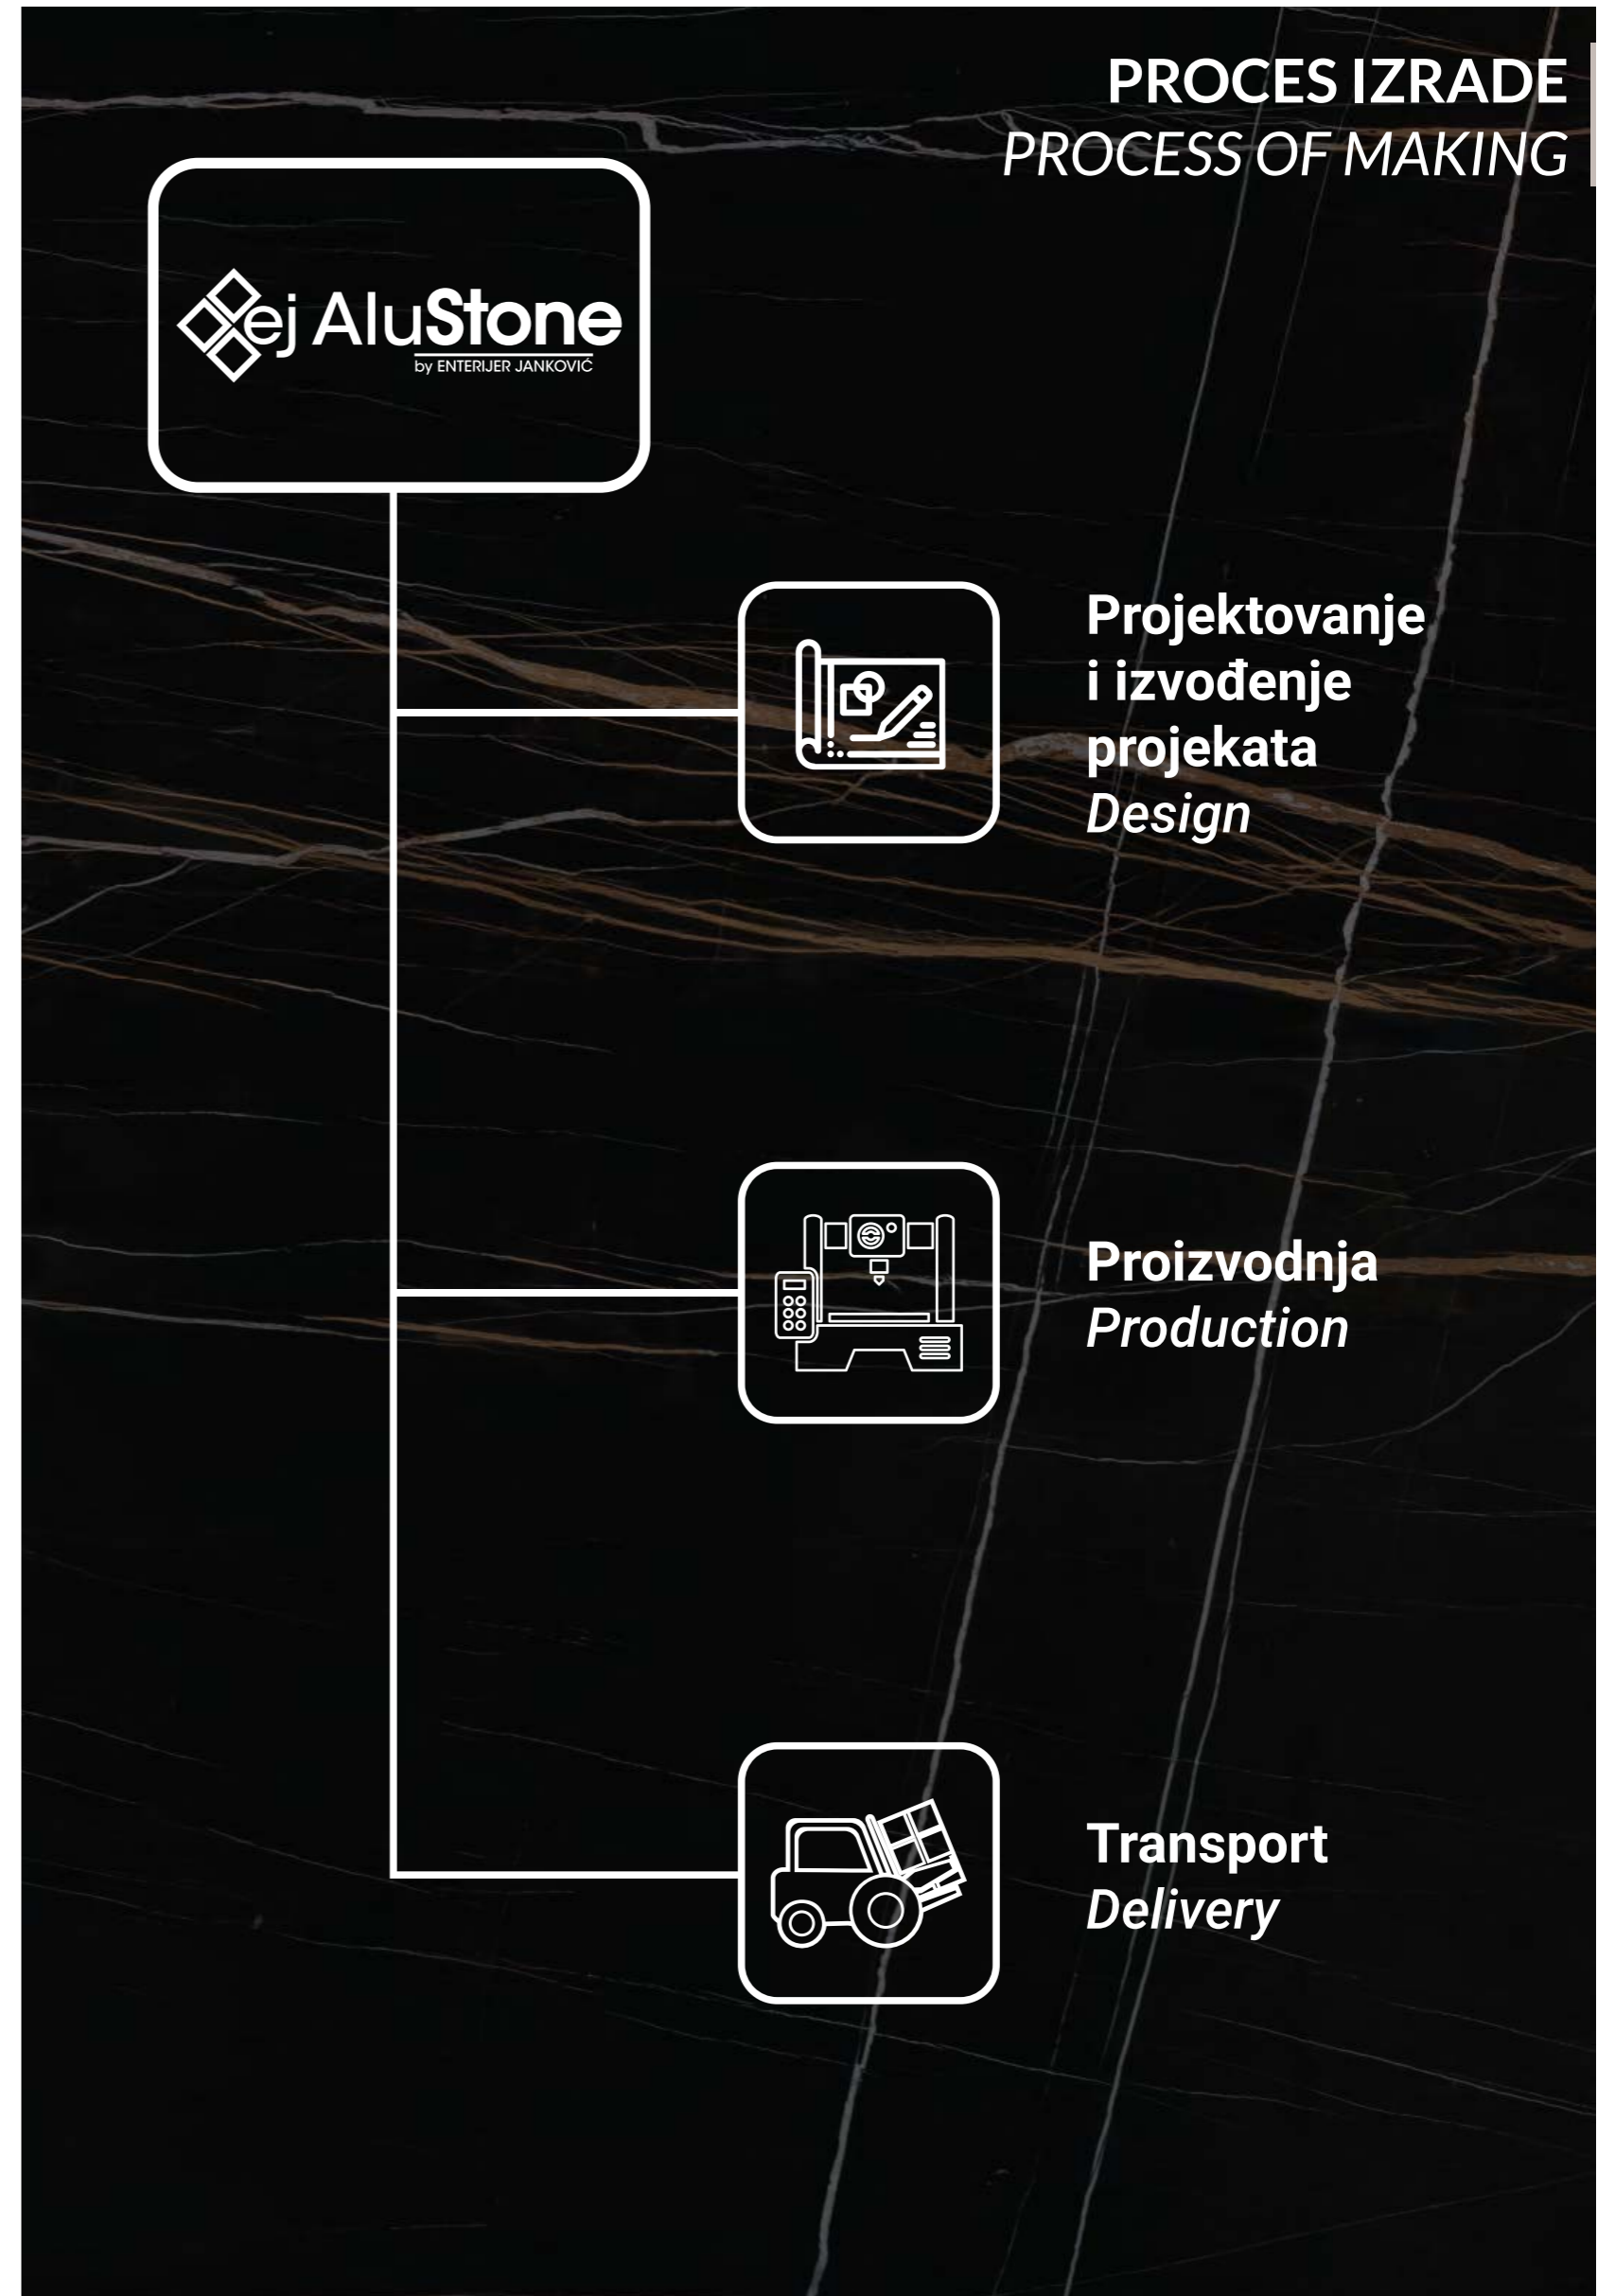 PROCES IZRADE
PROCESS OF MAKING
ej AluStone
by ENTERIJER JANKOVIĆ
Projektovanje
i izvođenje
projekata
Design
Proizvodnja
Production
Transport
Delivery